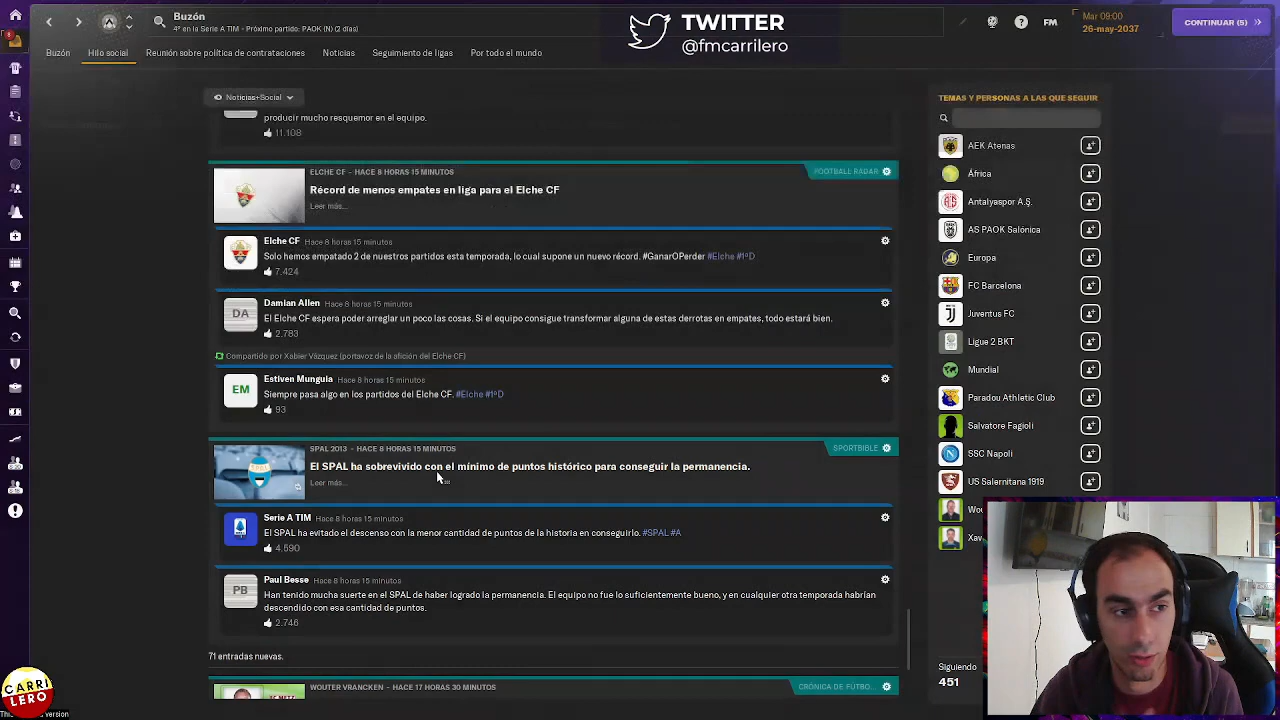 Buzón
4º en la Serie A TIM - Próximo partido: PAOK (N) (2 días)
TWITTER
@fmcarrilero
FM
Mar 09:00
26-may-2037
CONTINUAR (5)
Buzón
Hilo social
Reunión sobre política de contrataciones
Noticias
Seguimiento de ligas
Por todo el mundo
Noticias+Social
TEMAS Y PERSONAS A LAS QUE SEGUIR
producir mucho resquemor en el equipo.
11.108
ELCHE CF - HACE 8 HORAS 15 MINUTOS
FOOTBALL RADAR
Récord de menos empates en liga para el Elche CF
Leer más...
Elche CF Hace 8 horas 15 minutos
Solo hemos empatado 2 de nuestros partidos esta temporada, lo cual supone un nuevo récord. #GanarOPerder #Elche #1ºD
7.424
DA
Damian Allen Hace 8 horas 15 minutos
El Elche CF espera poder arreglar un poco las cosas. Si el equipo consigue transformar alguna de estas derrotas en empates, todo estará bien.
2.783
Compartido por Xabier Vázquez (portavoz de la afición del Elche CF)
EM
Estiven Mungula Hace 8 horas 15 minutos
Siempre pasa algo en los partidos del Elche CF. #Elche #1ºD
93
SPAL 2013 - HACE 8 HORAS 15 MINUTOS
SPORTBIBLE
El SPAL ha sobrevivido con el mínimo de puntos histórico para conseguir la permanencia.
Leer más...
Serie A TIM Hace 8 horas 15 minutos
El SPAL ha evitado el descenso con la menor cantidad de puntos de la historia en conseguirlo. #SPAL #A
4.590
PB
Paul Besse Hace 8 horas 15 minutos
Han tenido mucha suerte en el SPAL de haber logrado la permanencia. El equipo no fue lo suficientemente bueno, y en cualquier otra temporada habrían
descendido con esa cantidad de puntos.
2.746
71 entradas nuevas.
WOUTER VRANCKEN - HACE 17 HORAS 30 MINUTOS
CRÓNICA DE FÚTBO...
AEK Atenas
África
Antalyaspor A.Ş.
AS PAOK Salónica
Europa
FC Barcelona
Juventus FC
Ligue 2 BKT
Mundial
Paradou Athletic Club
Salvatore Fagioli
SSC Napoli
US Salernitana 1919
Wou
Xav
Siguiendo
451
CARRI
LERO
version